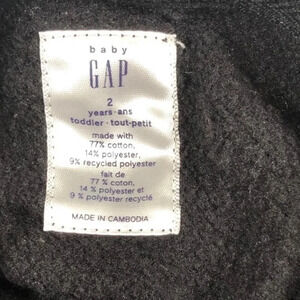 baby
GAP
2
years·ans
toddler·tout-petit
made with
77% cotton,
14% polyester,
9% recycled polyester
fait de
77 % coton,
14 % polyester et
9 % polyester recyclé
MADE IN CAMBODIA